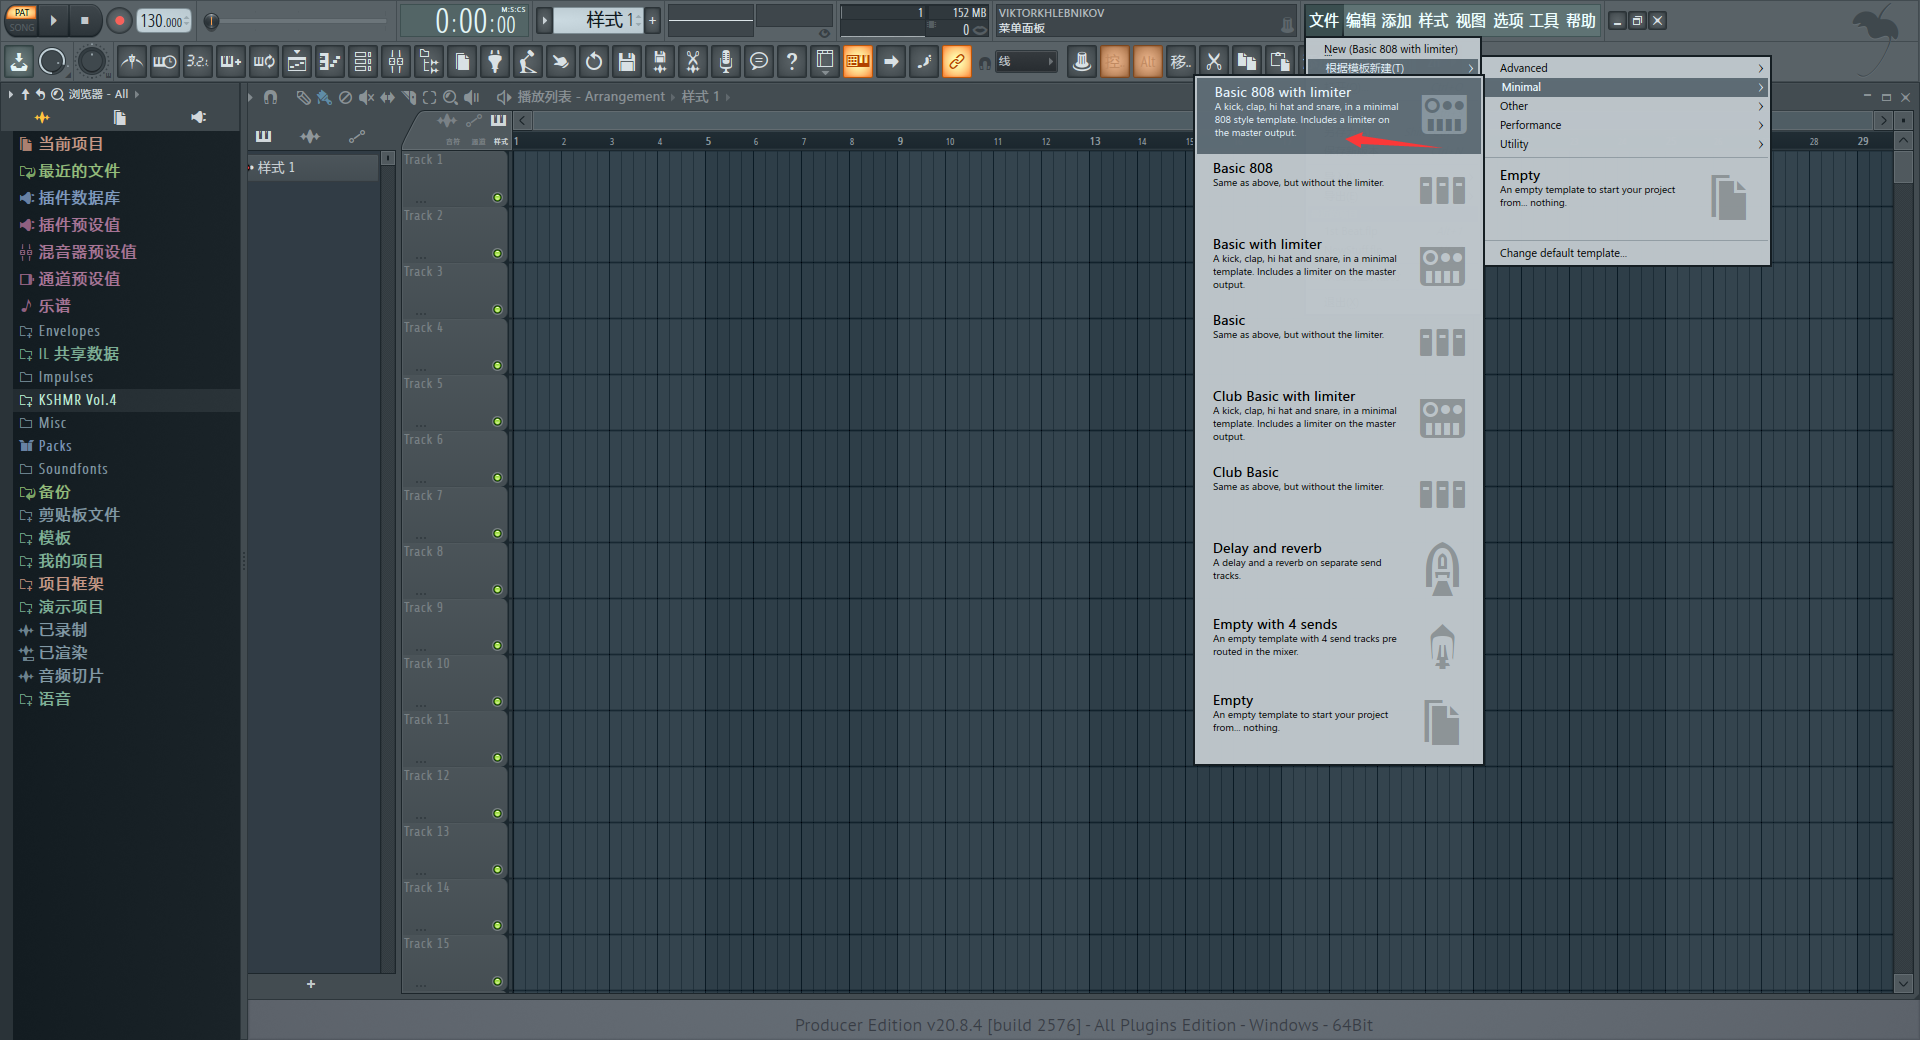 PAT
SONG
130.000
0:00:00
M:S:CS
样式 1
+
1
152 MB
0
VIKTORKHLEBNIKOV
菜单面板
文件 编辑 添加 样式 视图 选项 工具 帮助
3.2.
?
线
Alt
移..
New (Basic 808 with limiter)
根据模板新建(T)
Advanced
Minimal
Other
Performance
Utility
Empty
An empty template to start your project
from... nothing.
Change default template...
Basic 808 with limiter
A kick, clap, hi hat and snare, in a minimal
808 style template. Includes a limiter on
the master output.
Basic 808
Same as above, but without the limiter.
Basic with limiter
A kick, clap, hi hat and snare, in a minimal
template. Includes a limiter on the master
output.
Basic
Same as above, but without the limiter.
Club Basic with limiter
A kick, clap, hi hat and snare, in a minimal
template. Includes a limiter on the master
output.
Club Basic
Same as above, but without the limiter.
Delay and reverb
A delay and a reverb on separate send
tracks.
Empty with 4 sends
An empty template with 4 send tracks pre
routed in the mixer.
Empty
An empty template to start your project
from... nothing.
浏览器 - All
当前项目
最近的文件
插件数据库
插件预设值
混音器预设值
通道预设值
乐谱
Envelopes
IL 共享数据
Impulses
KSHMR Vol.4
Misc
Packs
Soundfonts
备份
剪贴板文件
模板
我的项目
项目框架
演示项目
已录制
已渲染
音频切片
语音
样式 1
+
播放列表 - Arrangement 样式 1
音符 通道 样式
1 2 3 4 5 6 7 8 9 10 11 12 13 14 15 28 29
Track 1
Track 2
Track 3
Track 4
Track 5
Track 6
Track 7
Track 8
Track 9
Track 10
Track 11
Track 12
Track 13
Track 14
Track 15
Producer Edition v20.8.4 [build 2576] - All Plugins Edition - Windows - 64Bit